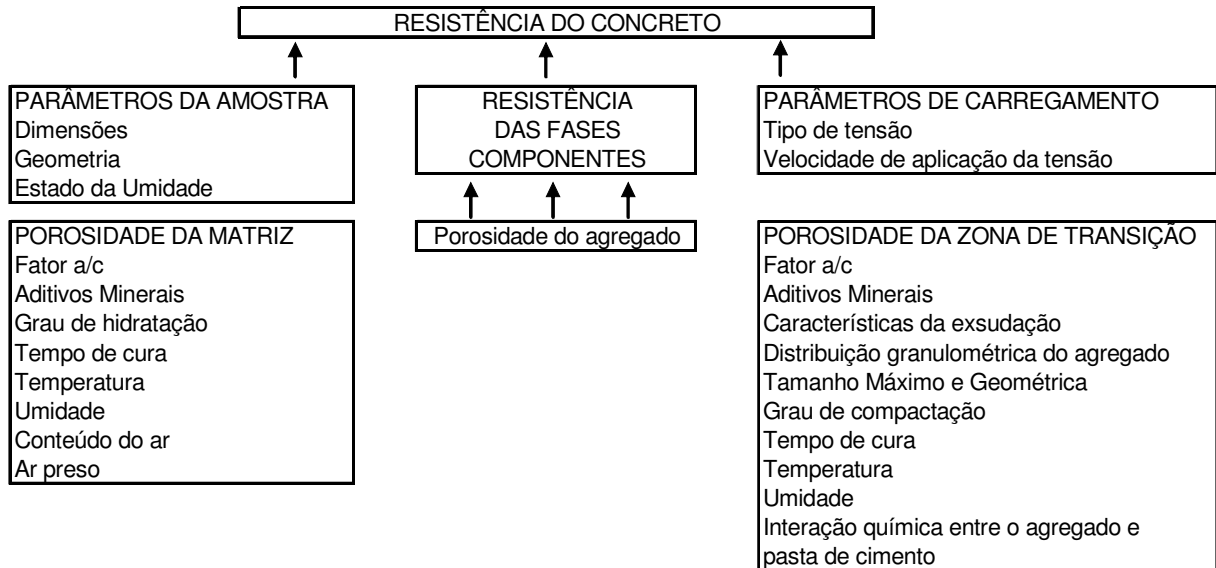 RESISTÊNCIA DO CONCRETO
PARÂMETROS DA AMOSTRA
Dimensões
Geometria
Estado da Umidade
RESISTÊNCIA
DAS FASES
COMPONENTES
PARÂMETROS DE CARREGAMENTO
Tipo de tensão
Velocidade de aplicação da tensão
POROSIDADE DA MATRIZ
Fator a/c
Aditivos Minerais
Grau de hidratação
Tempo de cura
Temperatura
Umidade
Conteúdo do ar
Ar preso
Porosidade do agregado
POROSIDADE DA ZONA DE TRANSIÇÃO
Fator a/c
Aditivos Minerais
Características da exsudação
Distribuição granulométrica do agregado
Tamanho Máximo e Geométrica
Grau de compactação
Tempo de cura
Temperatura
Umidade
Interação química entre o agregado e
pasta de cimento